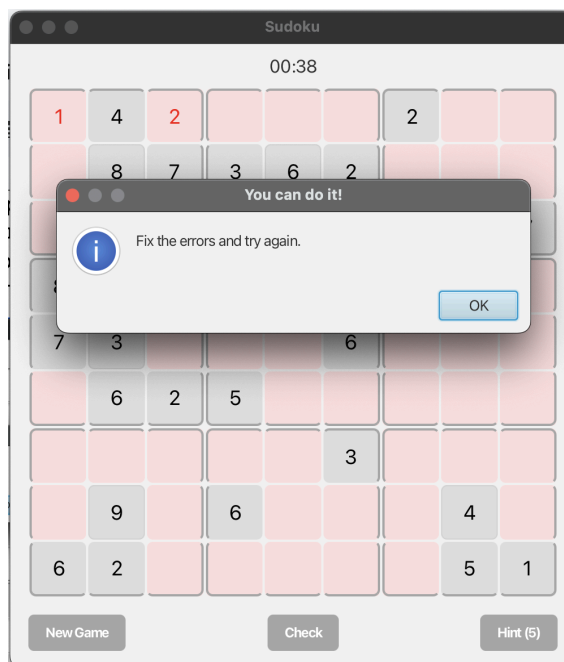 Sudoku
00:38
1 4 2 2
8 7 3 6 2
You can do it!
Fix the errors and try again.
OK
7 3 6
6 2 5
3
9 6 4
6 2 5 1
New Game Check Hint (5)